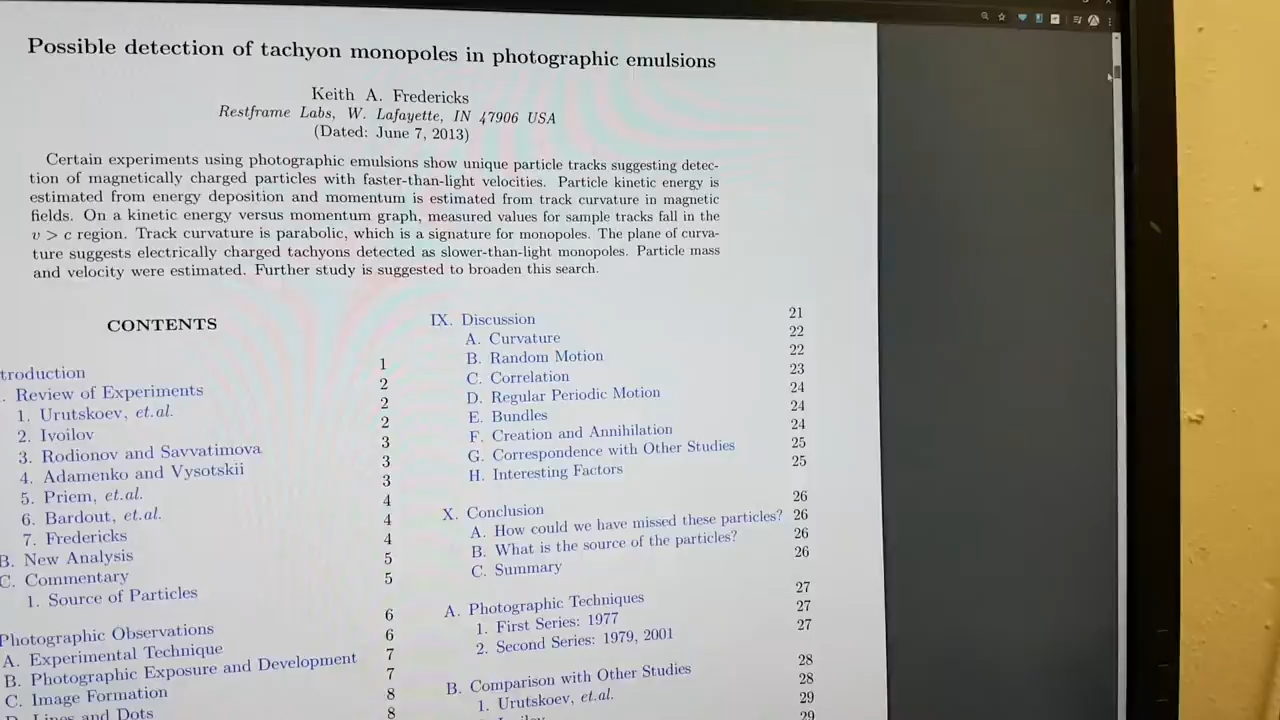 Possible detection of tachyon monopoles in photographic emulsions
Keith A. Fredericks
Restframe Labs, W. Lafayette, IN 47906 USA
(Dated: June 7, 2013)
Certain experiments using photographic emulsions show unique particle tracks suggesting detec-
tion of magnetically charged particles with faster-than-light velocities. Particle kinetic energy is
estimated from energy deposition and momentum is estimated from track curvature in magnetic
fields. On a kinetic energy versus momentum graph, measured values for sample tracks fall in the
v > c region. Track curvature is parabolic, which is a signature for monopoles. The plane of curva-
ture suggests electrically charged tachyons detected as slower-than-light monopoles. Particle mass
and velocity were estimated. Further study is suggested to broaden this search.
CONTENTS
troduction 1
. Review of Experiments 2
1. Urutskoev, et.al. 2
2. Ivoilov 2
3. Rodionov and Savvatimova 3
4. Adamenko and Vysotskii 3
5. Priem, et.al. 3
6. Bardout, et.al. 4
7. Fredericks 4
B. New Analysis 4
C. Commentary 5
1. Source of Particles 5
Photographic Observations 6
A. Experimental Technique 6
B. Photographic Exposure and Development 7
C. Image Formation 7
D. Lines and Dots 8
8
IX. Discussion 21
A. Curvature 22
B. Random Motion 22
C. Correlation 23
D. Regular Periodic Motion 24
E. Bundles 24
F. Creation and Annihilation 24
G. Correspondence with Other Studies 25
H. Interesting Factors 25
X. Conclusion 26
A. How could we have missed these particles? 26
B. What is the source of the particles? 26
C. Summary 26
A. Photographic Techniques 27
1. First Series: 1977 27
2. Second Series: 1979, 2001 27
B. Comparison with Other Studies 28
1. Urutskoev, et.al. 28
29
29